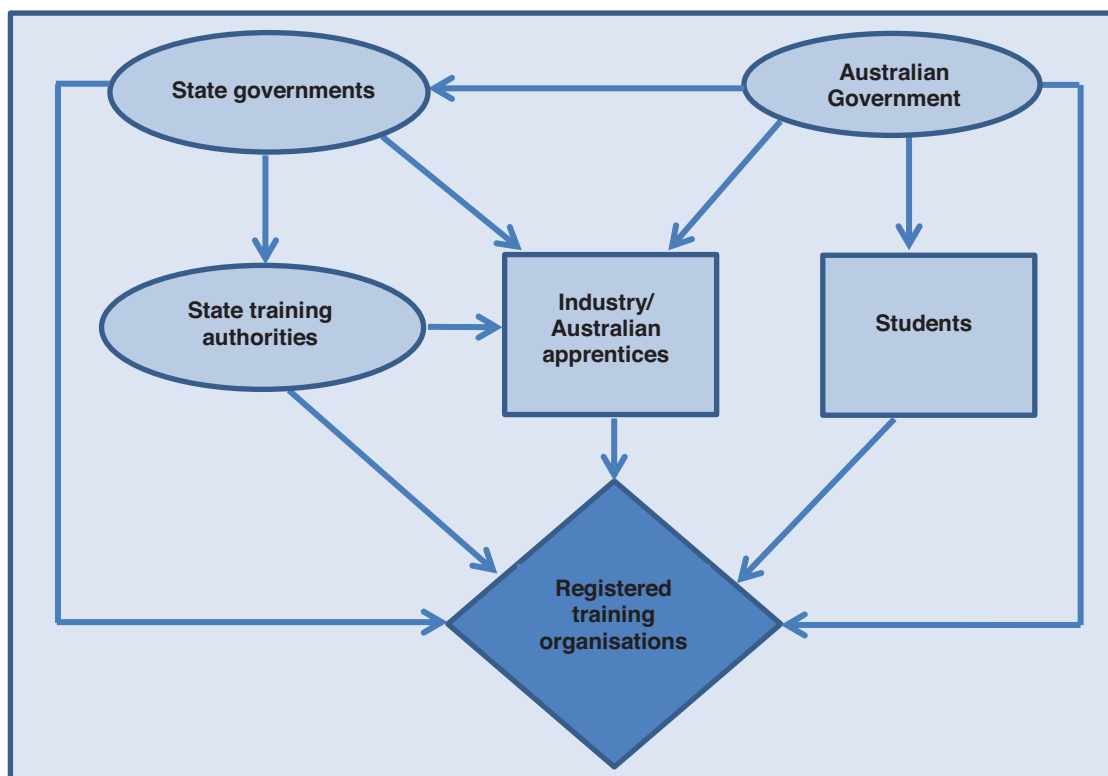 State governments
Australian
Government
State training
authorities
Industry/
Australian
apprentices
Students
Registered
training
organisations